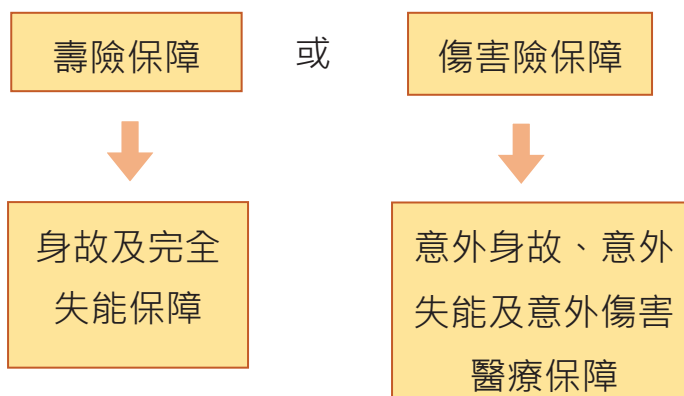 壽險保障
或
傷害險保障
身故及完全
失能保障
意外身故、意外
失能及意外傷害
醫療保障